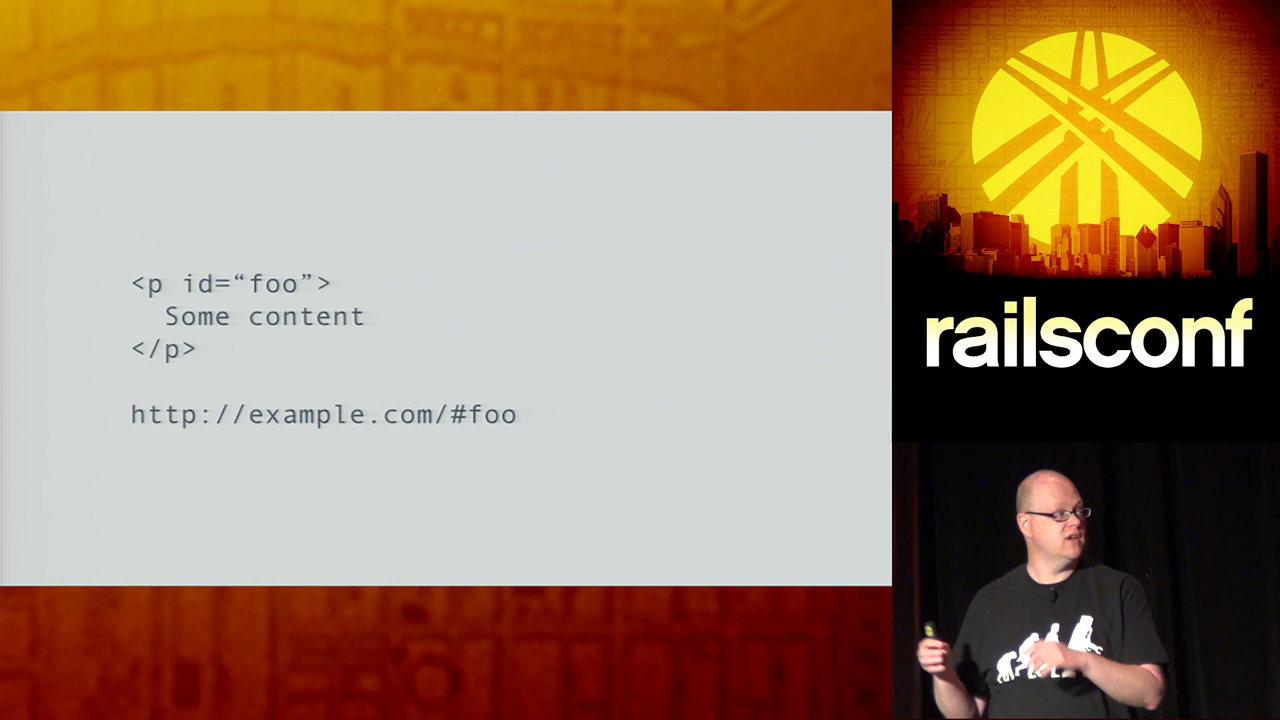 <p id=“foo”>
Some content
</p>
http://example.com/#foo
railsconf